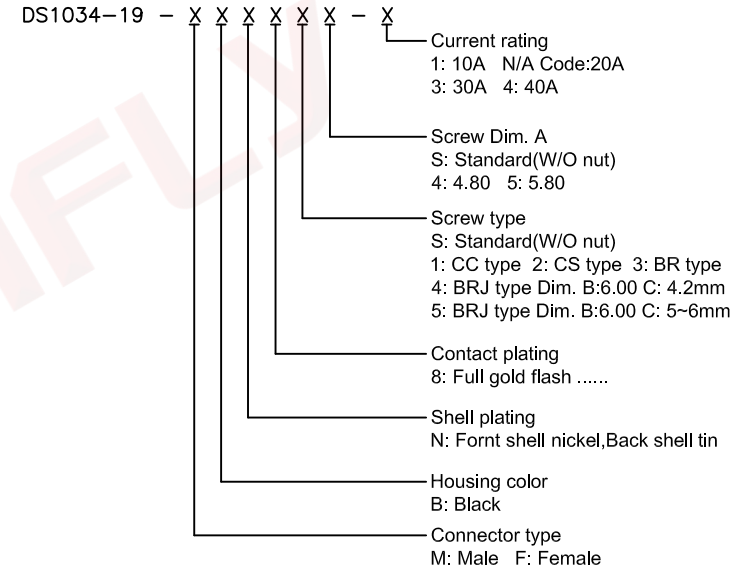 DS1034-19 - X X X X X X - X
Current rating
1: 10A N/A Code:20A
3: 30A 4: 40A
Screw Dim. A
S: Standard(W/O nut)
4: 4.80 5: 5.80
Screw type
S: Standard(W/O nut)
1: CC type 2: CS type 3: BR type
4: BRJ type Dim. B:6.00 C: 4.2mm
5: BRJ type Dim. B:6.00 C: 5~6mm
Contact plating
8: Full gold flash ......
Shell plating
N: Fornt shell nickel,Back shell tin
Housing color
B: Black
Connector type
M: Male F: Female